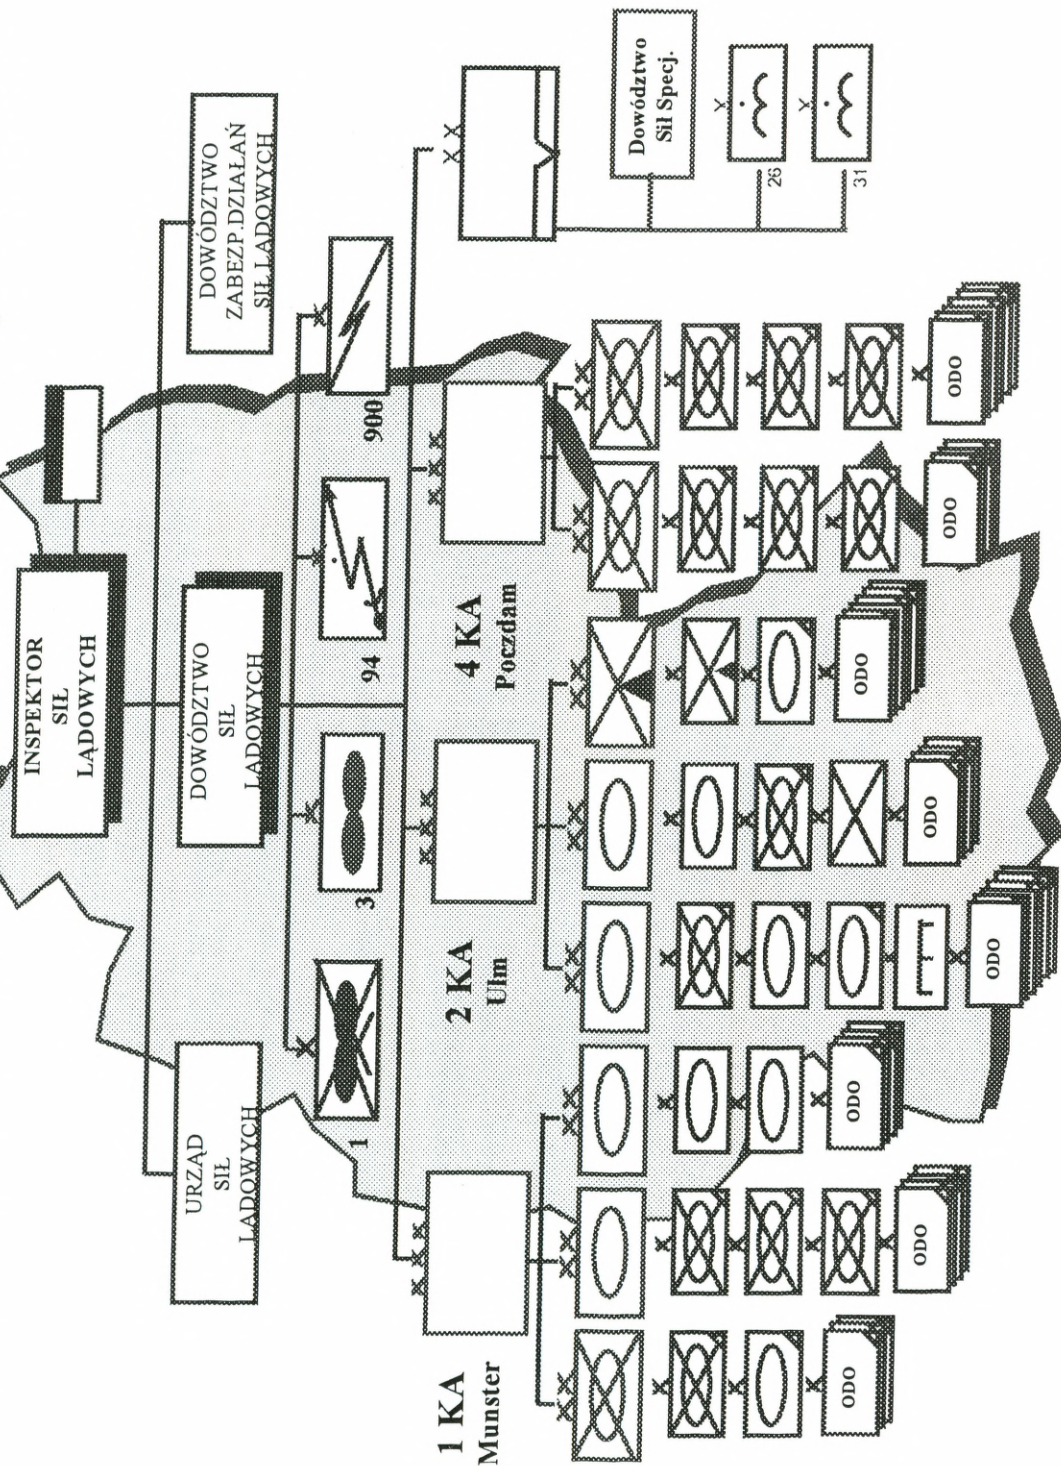 INSPEKTOR
SIŁ
LĄDOWYCH
URZĄD
SIŁ
LĄDOWYCH
DOWÓDZTWO
SIŁ
LĄDOWYCH
DOWÓDZTWO
ZABEZP.DZIAŁAŃ
SIŁ LĄDOWYCH
1
3
94
900
1 KA
Munster
2 KA
Ulm
4 KA
Poczdam
Dowództwo
Sił Specj.
26
31
ODO
ODO
ODO
ODO
ODO
ODO
ODO
ODO